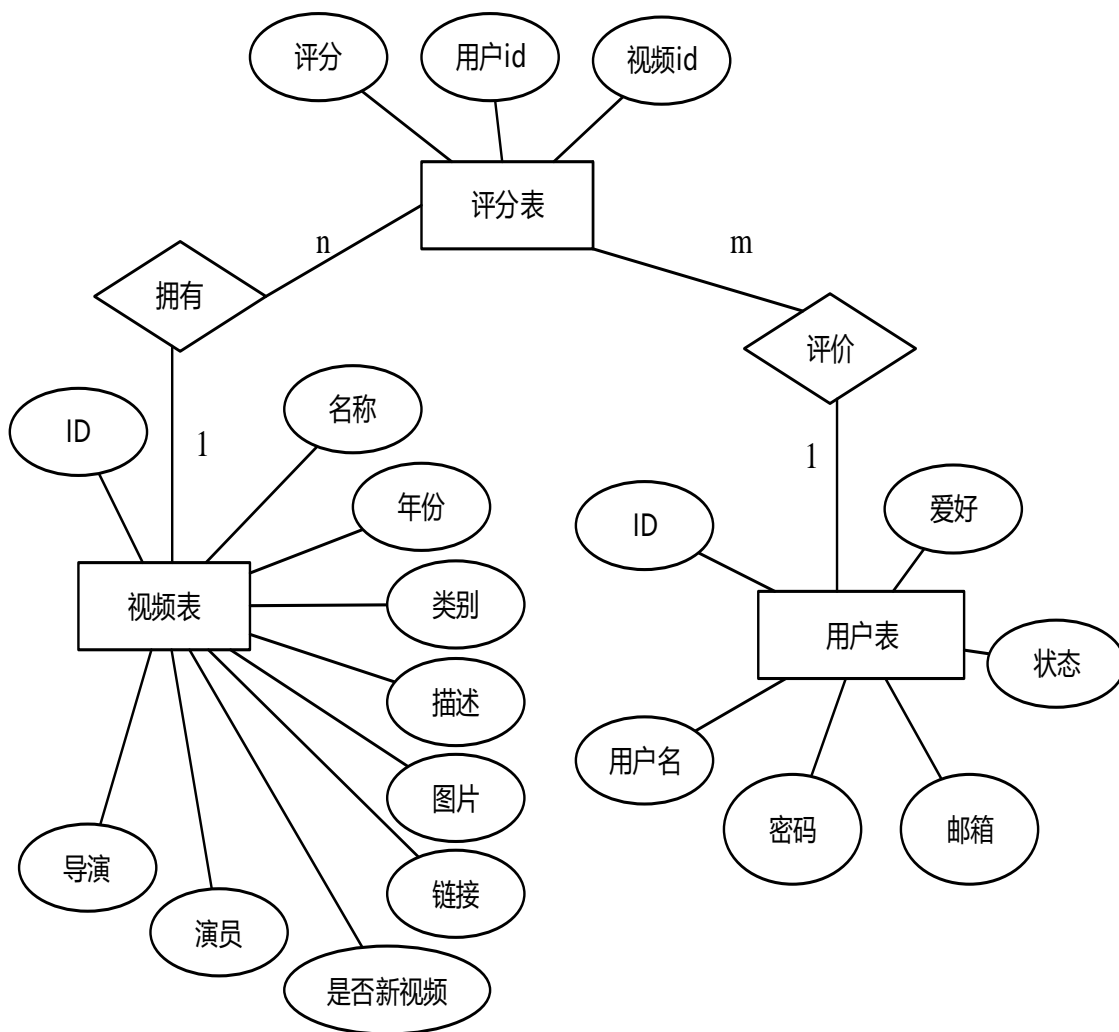 评分
用户id
视频id
评分表
n
m
拥有
评价
ID
1
名称
1
年份
ID
爱好
视频表
类别
用户表
状态
描述
用户名
图片
密码
邮箱
导演
链接
演员
是否新视频